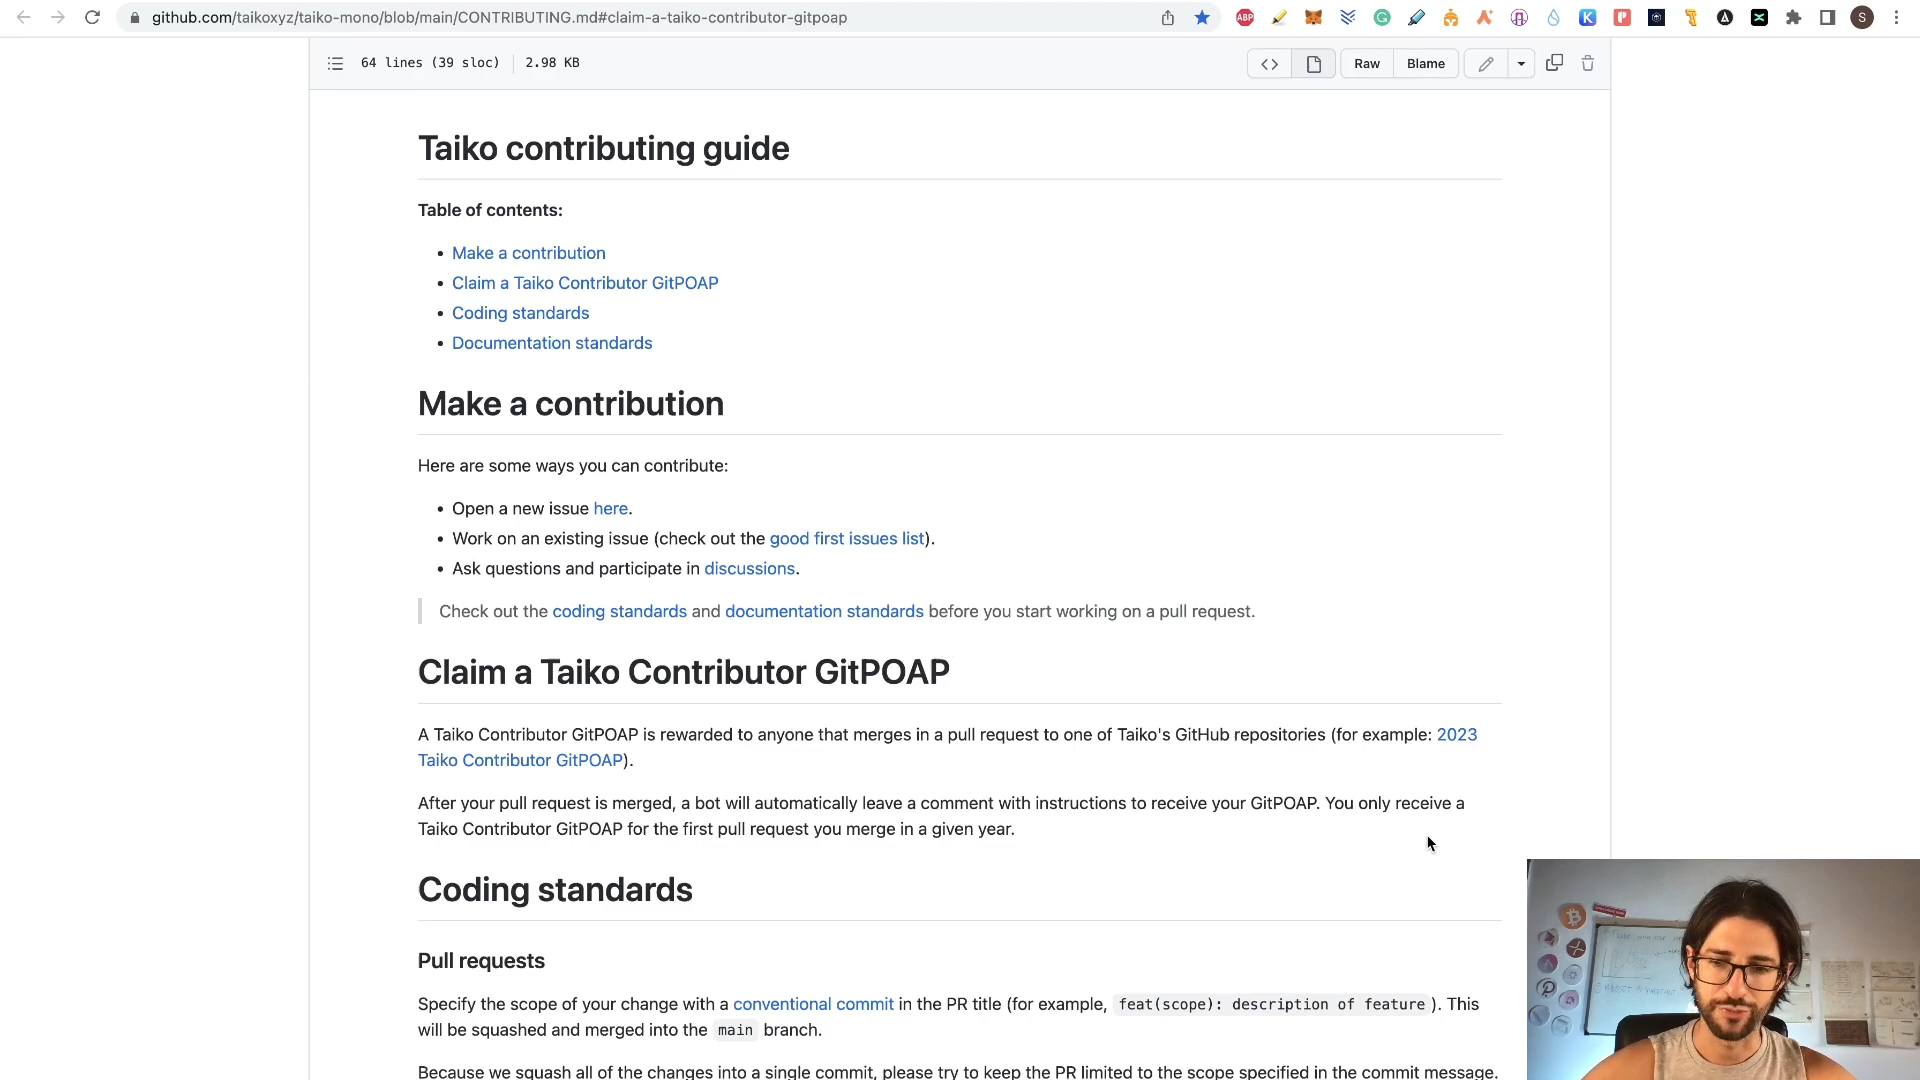 github.com/taikoxyz/taiko-mono/blob/main/CONTRIBUTING.md#claim-a-taiko-contributor-gitpoap
64 lines (39 sloc) 2.98 KB
Raw
Blame
Taiko contributing guide
Table of contents:
• Make a contribution
• Claim a Taiko Contributor GitPOAP
• Coding standards
• Documentation standards
Make a contribution
Here are some ways you can contribute:
• Open a new issue here.
• Work on an existing issue (check out the good first issues list).
• Ask questions and participate in discussions.
Check out the coding standards and documentation standards before you start working on a pull request.
Claim a Taiko Contributor GitPOAP
A Taiko Contributor GitPOAP is rewarded to anyone that merges in a pull request to one of Taiko's GitHub repositories (for example: 2023
Taiko Contributor GitPOAP).
After your pull request is merged, a bot will automatically leave a comment with instructions to receive your GitPOAP. You only receive a
Taiko Contributor GitPOAP for the first pull request you merge in a given year.
Coding standards
Pull requests
Specify the scope of your change with a conventional commit in the PR title (for example, feat(scope): description of feature ). This
will be squashed and merged into the main branch.
Because we squash all of the changes into a single commit, please try to keep the PR limited to the scope specified in the commit message.